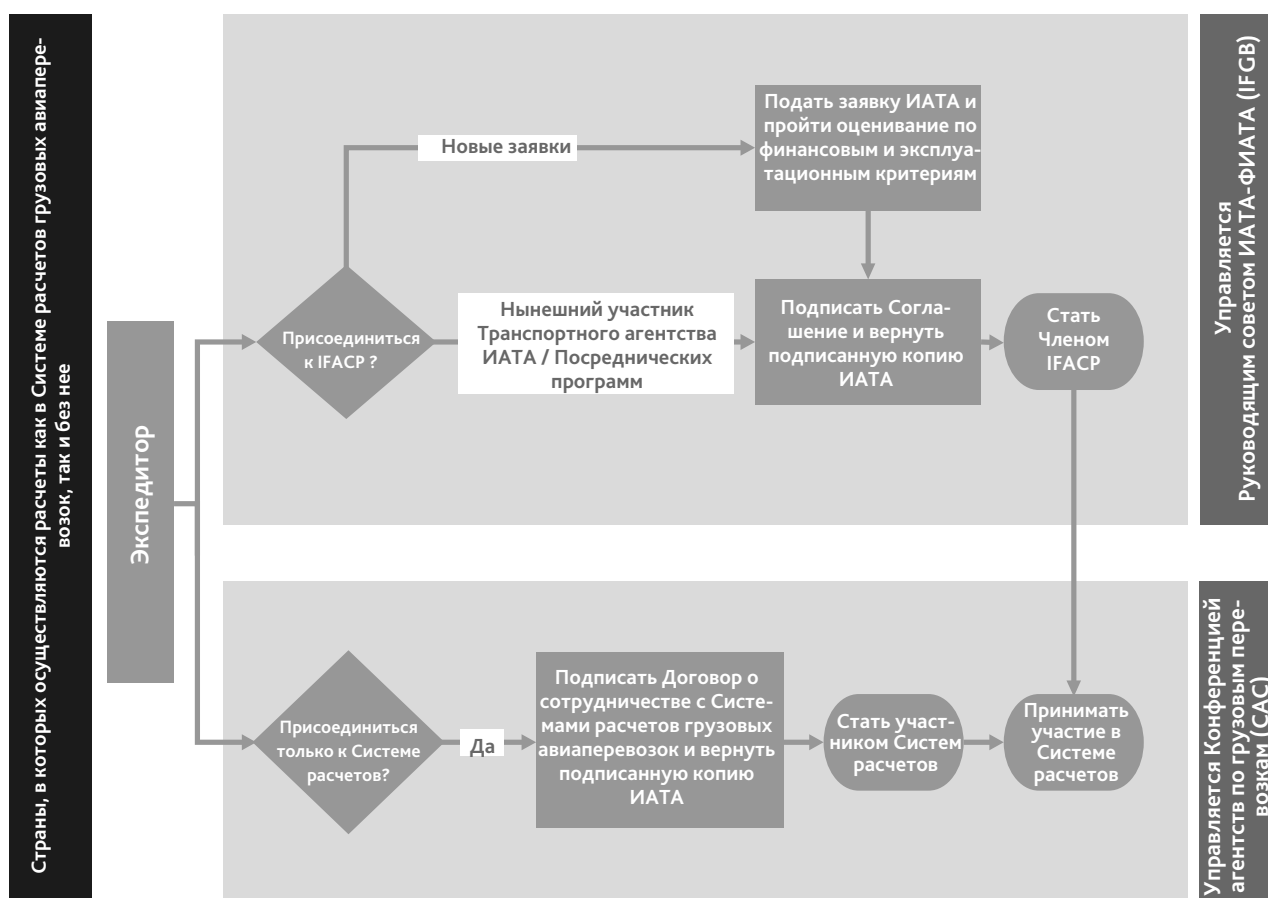 Страны, в которых осуществляются расчеты как в Системе расчетов грузовых авиапере-
возок, так и без нее
Экспедитор
Присоединиться
к IFACP ?
Новые заявки
Подать заявку ИАТА и
пройти оценивание по
финансовым и эксплуа-
тационным критериям
Нынешний участник
Транспортного агентства
ИАТА / Посреднических
программ
Подписать Согла-
шение и вернуть
подписанную копию
ИАТА
Стать
Членом
IFACP
Управляется
Руководящим советом ИАТА-ФИАТА (IFGB)
Присоединиться
только к Системе
расчетов?
Да
Подписать Договор о
сотрудничестве с Систе-
мами расчетов грузовых
авиаперевозок и вернуть
подписанную копию
ИАТА
Стать участ-
ником Систем
расчетов
Принимать
участие в
Системе
расчетов
Управляется Конференцией
агентств по грузовым пере-
возкам (CAC)